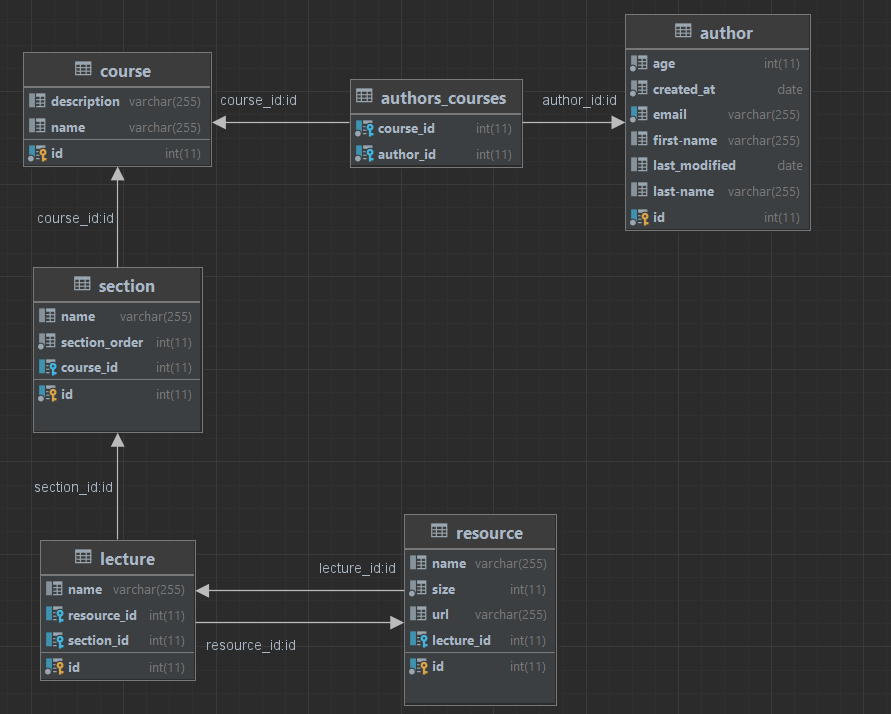 course
description varchar(255)
name varchar(255)
id int(11)
course_id:id
authors_courses
course_id int(11)
author_id int(11)
author_id:id
author
age int(11)
created_at date
email varchar(255)
first-name varchar(255)
last_modified date
last-name varchar(255)
id int(11)
course_id:id
section
name varchar(255)
section_order int(11)
course_id int(11)
id int(11)
section_id:id
lecture
name varchar(255)
resource_id int(11)
section_id int(11)
id int(11)
lecture_id:id
resource_id:id
resource
name varchar(255)
size int(11)
url varchar(255)
lecture_id int(11)
id int(11)